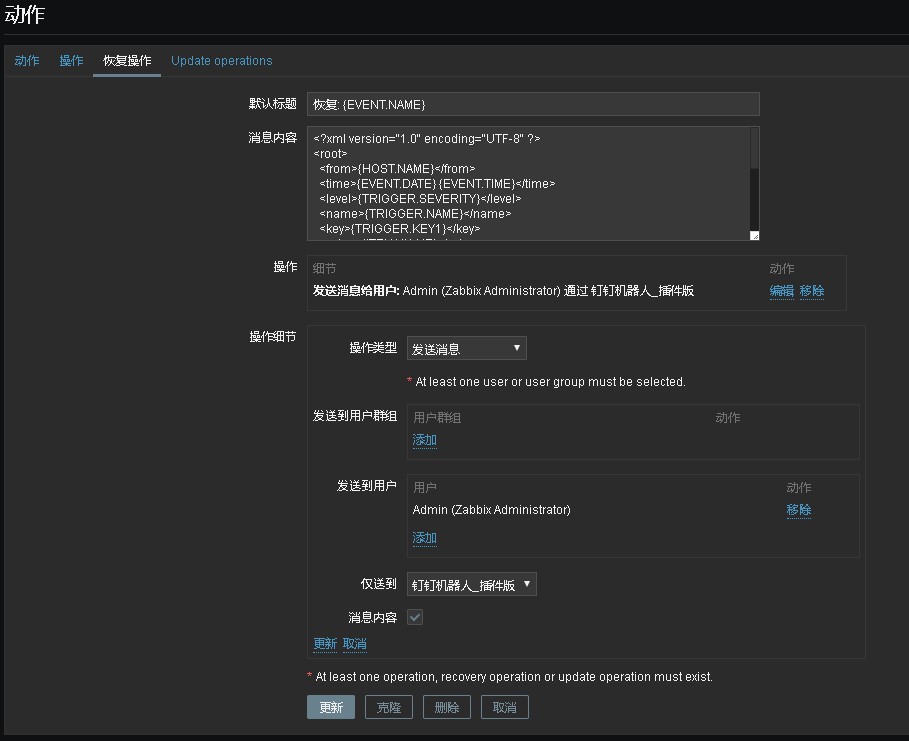 动作
动作 操作 恢复操作 Update operations
默认标题 恢复: {EVENT.NAME}
消息内容 <?xml version="1.0" encoding="UTF-8" ?>
<root>
<from>{HOST.NAME}</from>
<time>{EVENT.DATE} {EVENT.TIME}</time>
<level>{TRIGGER.SEVERITY}</level>
<name>{TRIGGER.NAME}</name>
<key>{TRIGGER.KEY1}</key>
操作 细节 动作
发送消息给用户: Admin (Zabbix Administrator) 通过 钉钉机器人_插件版 编辑 移除
操作细节
操作类型 发送消息
* At least one user or user group must be selected.
发送到用户群组 用户群组 动作
添加
发送到用户 用户 动作
Admin (Zabbix Administrator) 移除
添加
仅送到 钉钉机器人_插件版
消息内容
更新 取消
* At least one operation, recovery operation or update operation must exist.
更新 克隆 删除 取消